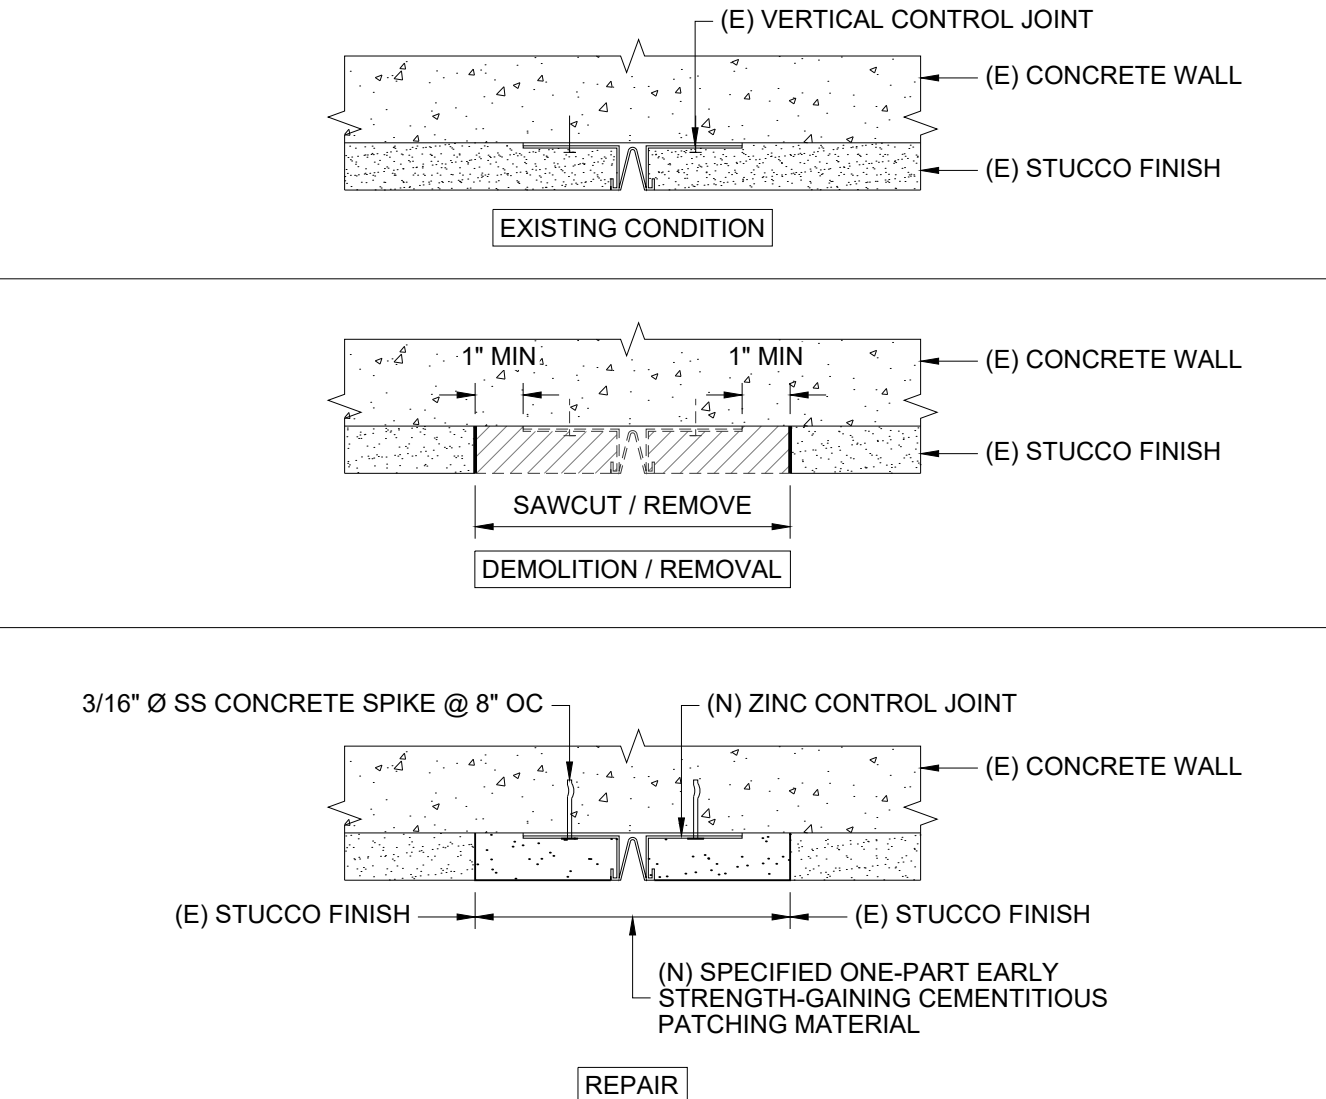 (E) VERTICAL CONTROL JOINT
(E) CONCRETE WALL
(E) STUCCO FINISH
EXISTING CONDITION
1" MIN
1" MIN
(E) CONCRETE WALL
(E) STUCCO FINISH
SAWCUT / REMOVE
DEMOLITION / REMOVAL
3/16" Ø SS CONCRETE SPIKE @ 8" OC
(N) ZINC CONTROL JOINT
(E) CONCRETE WALL
(E) STUCCO FINISH
(E) STUCCO FINISH
(N) SPECIFIED ONE-PART EARLY
STRENGTH-GAINING CEMENTITIOUS
PATCHING MATERIAL
REPAIR